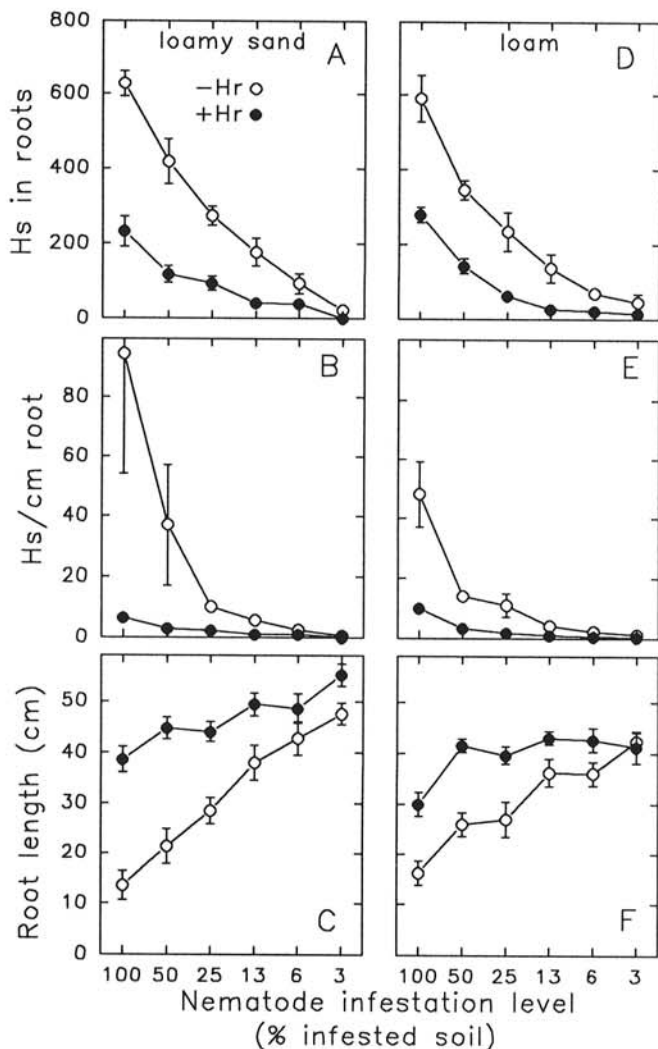 loamy sand
A
−Hr
+Hr
800
600
400
200
0
Hs in roots
loam
D
B
80
60
40
20
0
Hs/cm root
E
50
40
30
20
10
0
Root length (cm)
C
F
100 50 25 13 6 3
100 50 25 13 6 3
Nematode infestation level
(% infested soil)